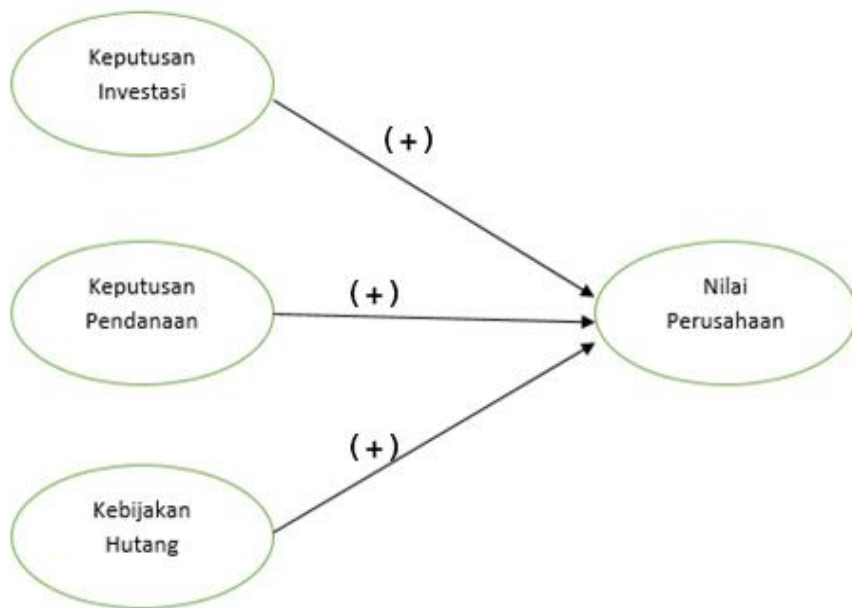 Keputusan
Investasi
(+)
Keputusan
Pendanaan
(+)
Nilai
Perusahaan
(+)
Kebijakan
Hutang